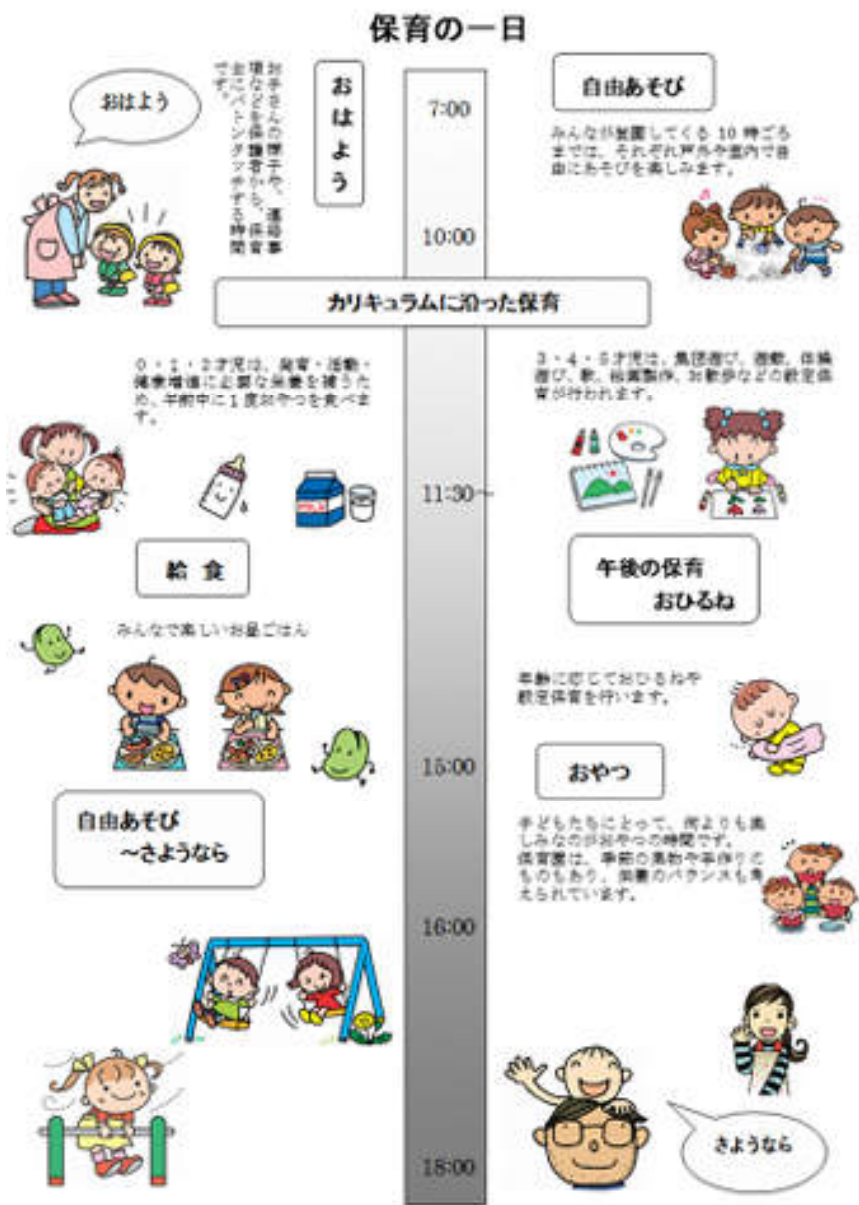 保育の一日
おはよう
お子さんの様子や、連絡事
項などを保護者から、保育
士にバトンタッチする時間
です。
おはよう
7:00
自由あそび
みんなが登園してくる 10 時ごろ
までは、それぞれ戸外や室内で自
由にあそびを楽しみます。
10:00
カリキュラムに沿った保育
0・1・2才児は、発育・活動・
健康増進に必要な栄養を補うた
め、午前中に1度おやつを食べま
す。
3・4・5才児は、集団遊び、遊戯、体操
遊び、歌、絵画製作、お散歩などの設定保
育が行われます。
MILK
11:30~
給 食
みんなで楽しいお昼ごはん
午後の保育
おひるね
年齢に応じておひるねや
設定保育を行います。
15:00
おやつ
子どもたちにとって、何よりも楽
しみなのがおやつの時間です。
保育園は、季節の果物や手作りの
ものもあり、栄養のバランスも考
えられています。
自由あそび
~さようなら
16:00
さようなら
18:00